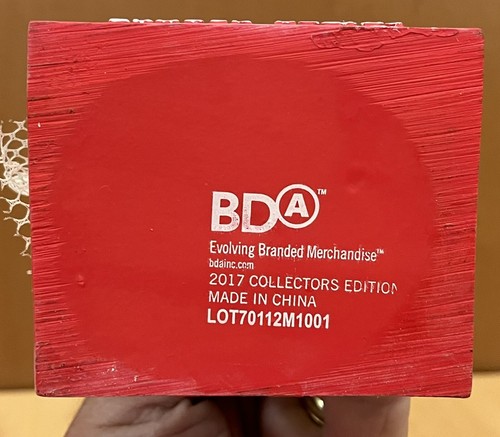 BDA™
Evolving Branded Merchandise™
bdainc.com
2017 COLLECTORS EDITION
MADE IN CHINA
LOT70112M1001